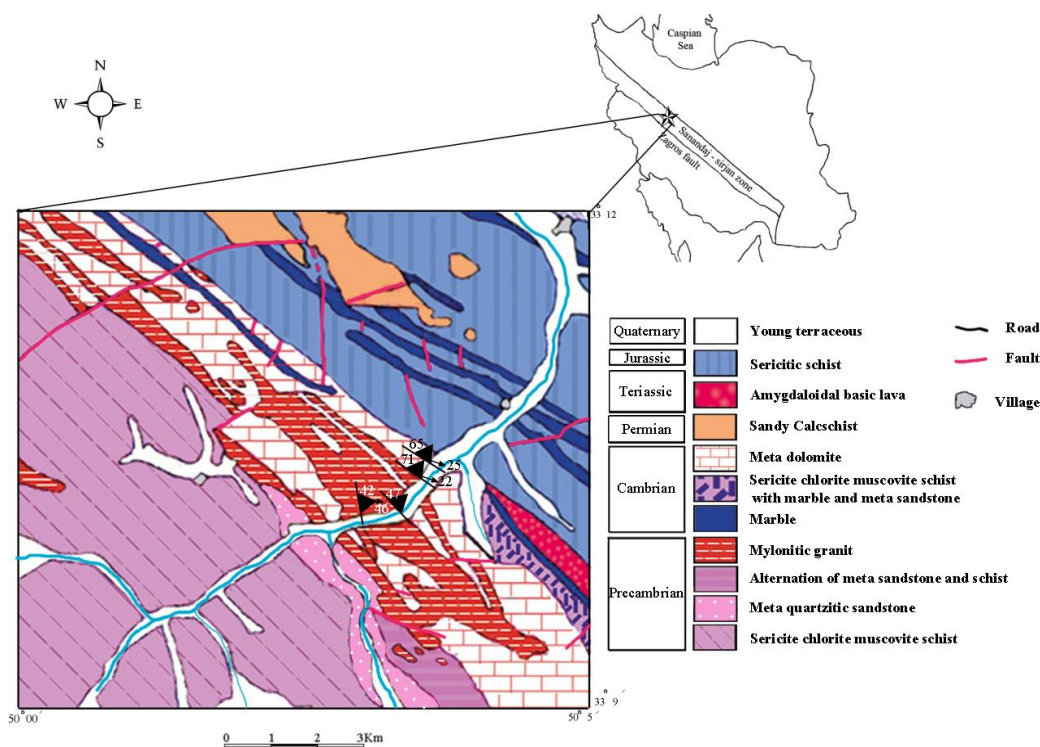 Caspian
Sea
N
W E
S
Sanandaj - sirjan zone
Zagros fault
33° 12
65
71
25
22
42
47
46
Quaternary
Young terraceous
Road
Jurassic
Sericitic schist
Fault
Teriassic
Amygdaloidal basic lava
Village
Permian
Sandy Calcschist
Cambrian
Meta dolomite
Sericite chlorite muscovite schist
with marble and meta sandstone
Marble
Precambrian
Mylonitic granit
Alternation of meta sandstone and schist
Meta quartzitic sandstone
Sericite chlorite muscovite schist
33° 9´
50° 00´
50° 5´
0 1 2 3Km